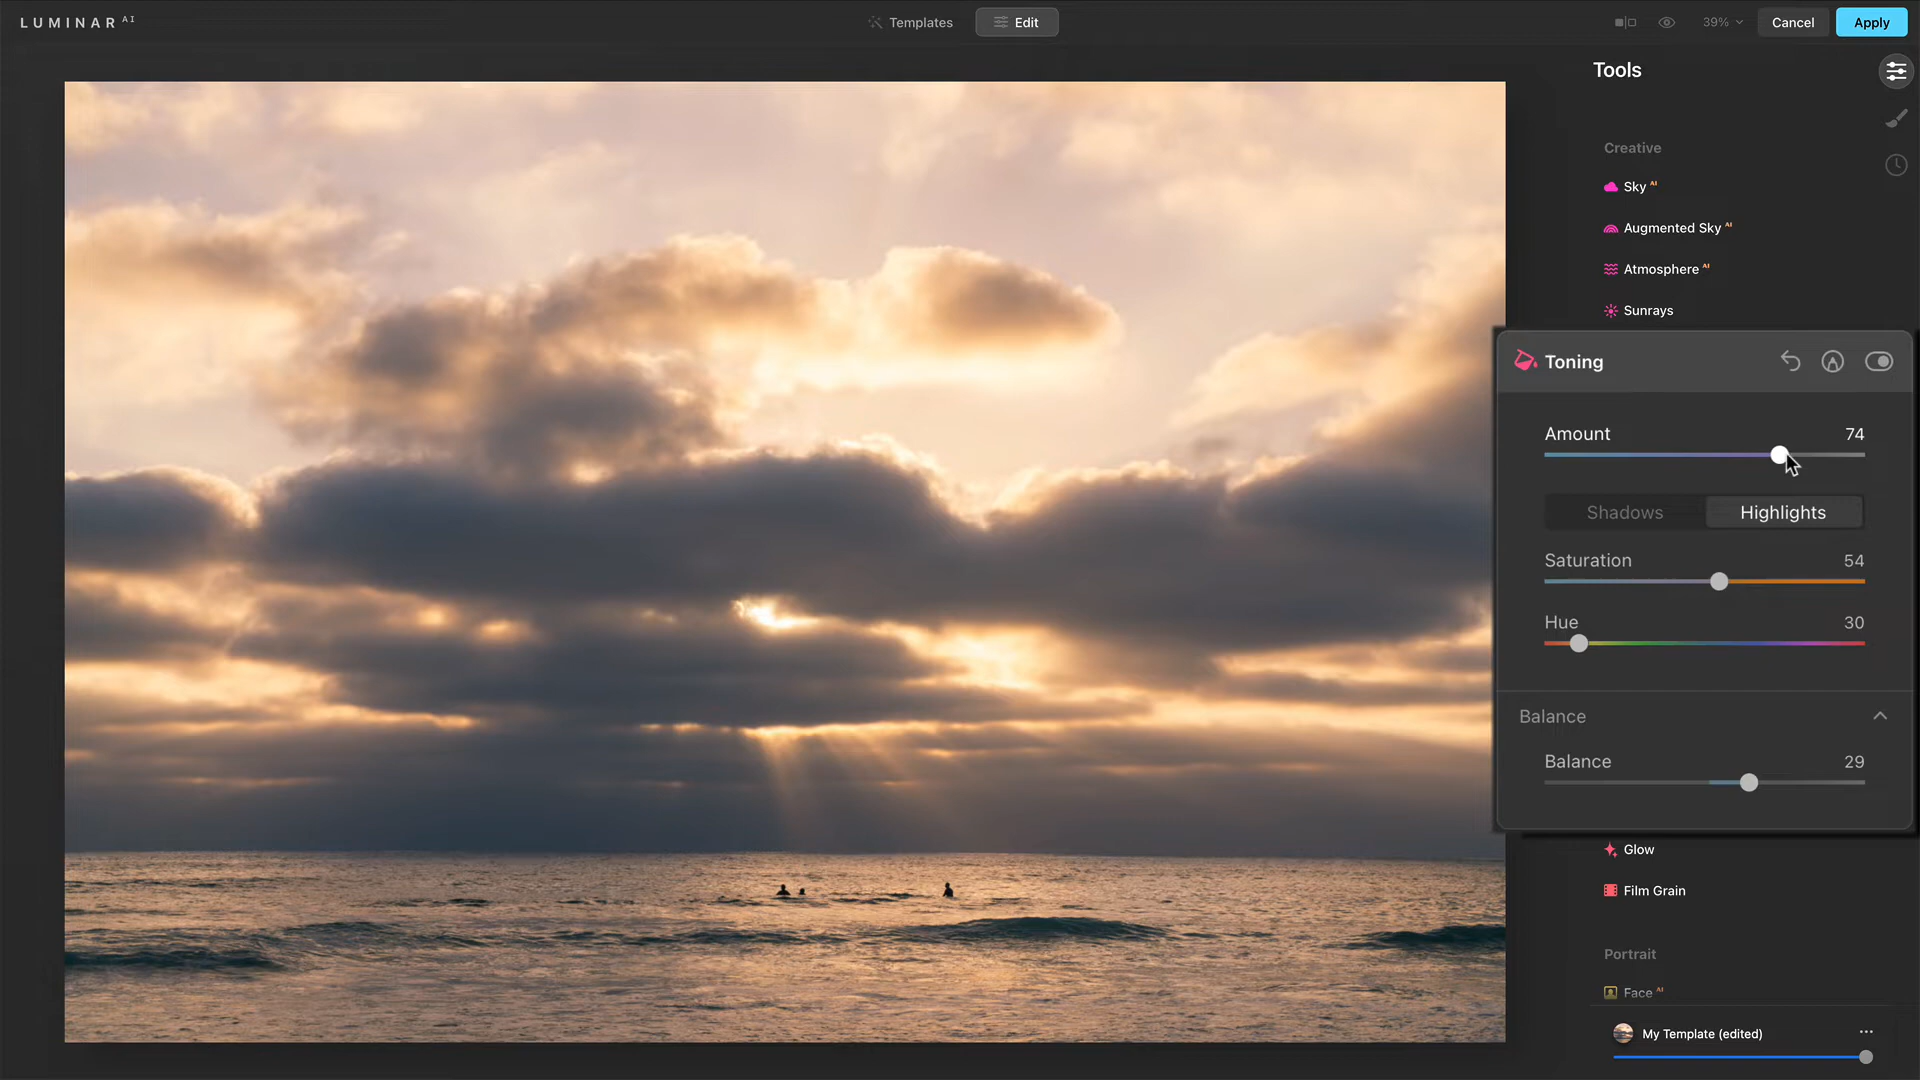 LUMINAR AI
Templates
Edit
39%
Cancel
Apply
Tools
Creative
Sky AI
Augmented Sky AI
Atmosphere AI
Sunrays
Toning
Amount 74
Shadows Highlights
Saturation 54
Hue 30
Balance
Balance 29
Glow
Film Grain
Portrait
Face AI
My Template (edited)